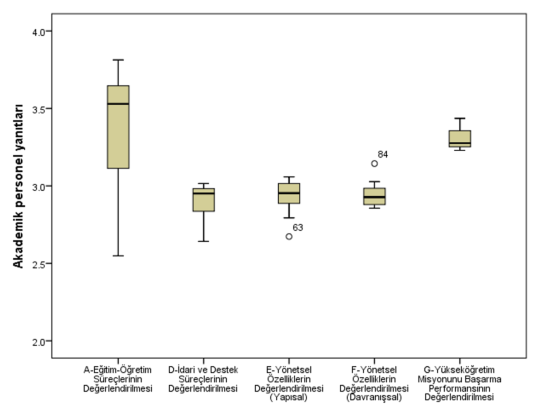 4.0
3.5
3.0
2.5
2.0
Akademik personel yanıtları
84
63
A-Eğitim-Öğretim
Süreçlerinin
Değerlendirilmesi
D-İdari ve Destek
Süreçlerinin
Değerlendirilmesi
E-Yönetsel
Özelliklerin
Değerlendirilmesi
(Yapısal)
F-Yönetsel
Özelliklerin
Değerlendirilmesi
(Davranışsal)
G-Yükseköğretim
Misyonunu Başarma
Performansının
Değerlendirilmesi